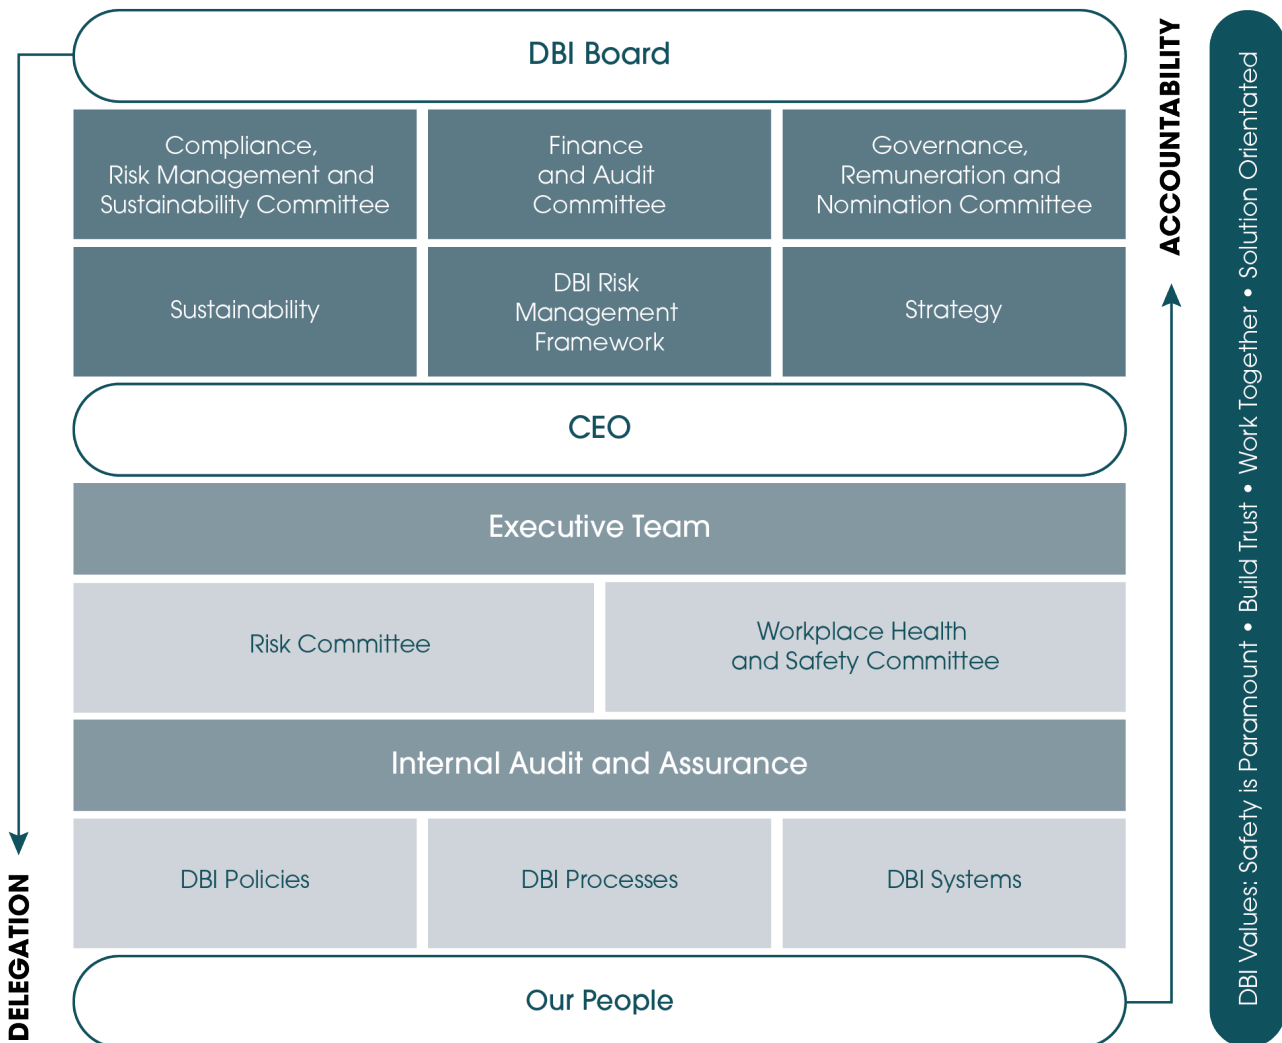 DBI Board
Compliance,
Risk Management and
Sustainability Committee
Finance
and Audit
Committee
Governance,
Remuneration and
Nomination Committee
Sustainability
DBI Risk
Management
Framework
Strategy
CEO
Executive Team
Risk Committee
Workplace Health
and Safety Committee
Internal Audit and Assurance
DBI Policies
DBI Processes
DBI Systems
Our People
DELEGATION
ACCOUNTABILITY
DBI Values: Safety is Paramount • Build Trust • Work Together • Solution Orientated